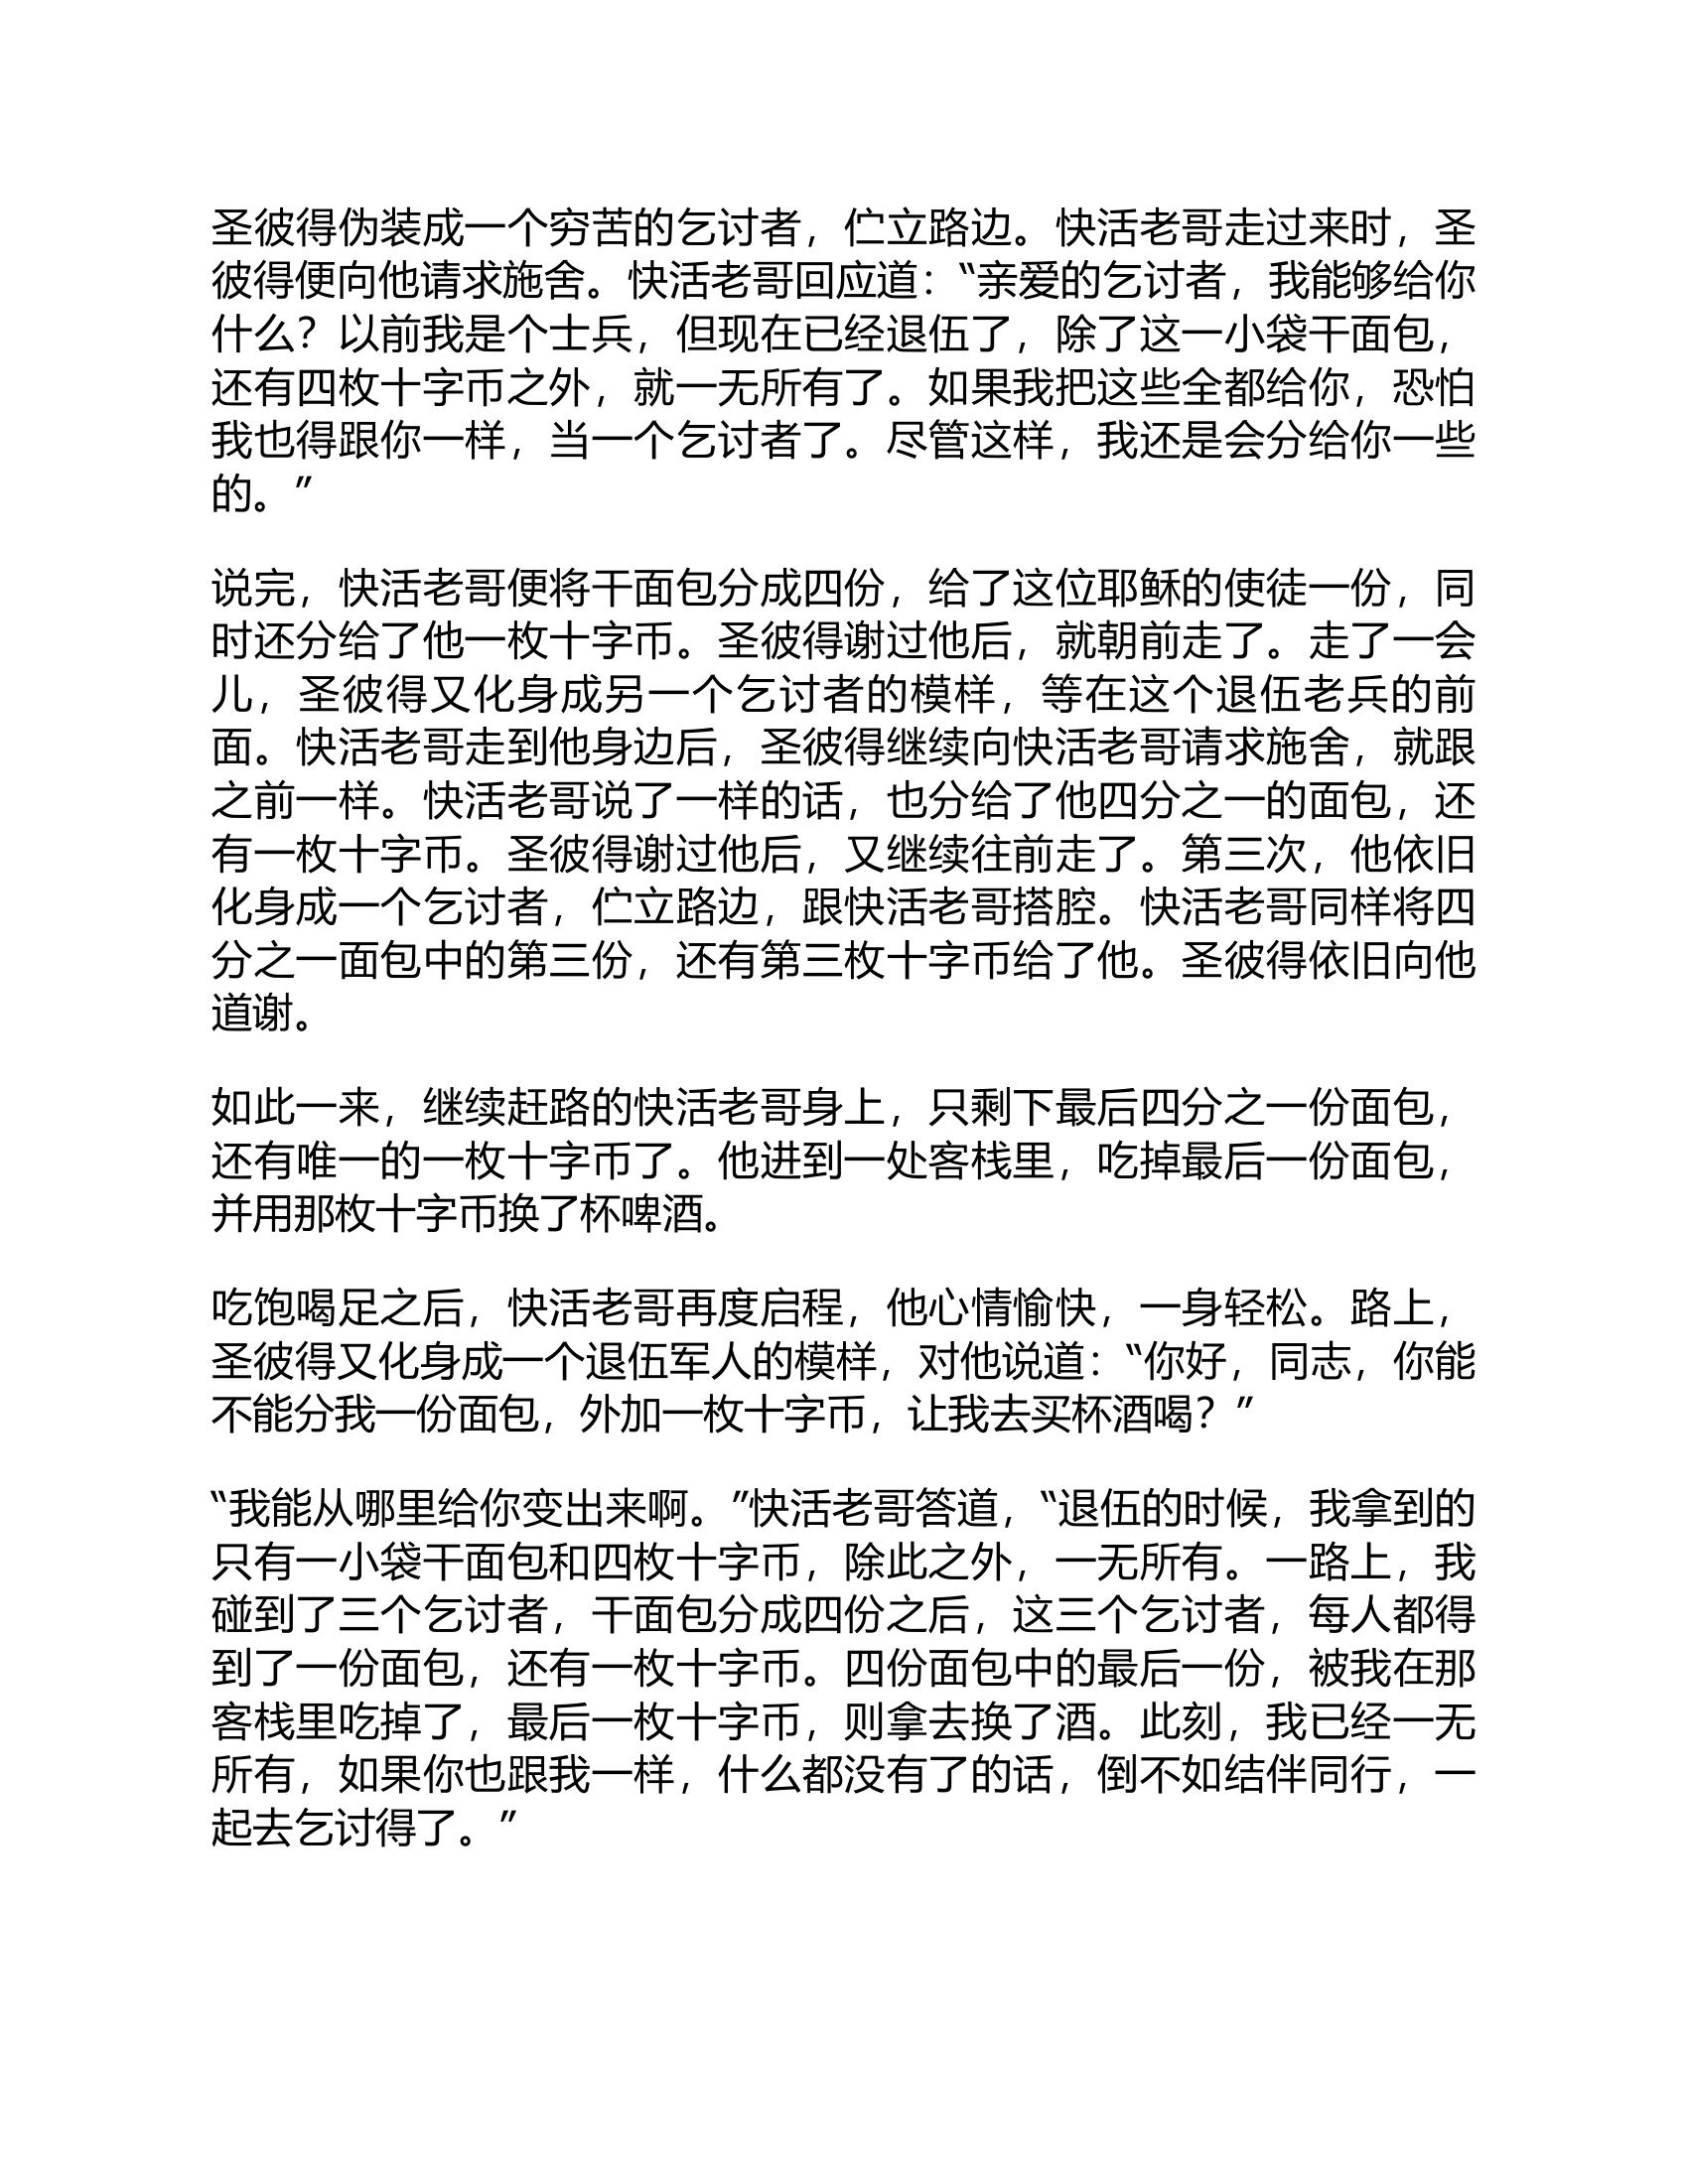 圣彼得伪装成一个穷苦的乞讨者，伫立路边。快活老哥走过来时，圣
彼得便向他请求施舍。快活老哥回应道：“亲爱的乞讨者，我能够给你
什么？以前我是个士兵，但现在已经退伍了，除了这一小袋干面包，
还有四枚十字币之外，就一无所有了。如果我把这些全都给你，恐怕
我也得跟你一样，当一个乞讨者了。尽管这样，我还是会分给你一些
的。”
说完，快活老哥便将干面包分成四份，给了这位耶稣的使徒一份，同
时还分给了他一枚十字币。圣彼得谢过他后，就朝前走了。走了一会
儿，圣彼得又化身成另一个乞讨者的模样，等在这个退伍老兵的前
面。快活老哥走到他身边后，圣彼得继续向快活老哥请求施舍，就跟
之前一样。快活老哥说了一样的话，也分给了他四分之一的面包，还
有一枚十字币。圣彼得谢过他后，又继续往前走了。第三次，他依旧
化身成一个乞讨者，伫立路边，跟快活老哥搭腔。快活老哥同样将四
分之一面包中的第三份，还有第三枚十字币给了他。圣彼得依旧向他
道谢。
如此一来，继续赶路的快活老哥身上，只剩下最后四分之一份面包，
还有唯一的一枚十字币了。他进到一处客栈里，吃掉最后一份面包，
并用那枚十字币换了杯啤酒。
吃饱喝足之后，快活老哥再度启程，他心情愉快，一身轻松。路上，
圣彼得又化身成一个退伍军人的模样，对他说道：“你好，同志，你能
不能分我一份面包，外加一枚十字币，让我去买杯酒喝？”
“我能从哪里给你变出来啊。”快活老哥答道，“退伍的时候，我拿到的
只有一小袋干面包和四枚十字币，除此之外，一无所有。一路上，我
碰到了三个乞讨者，干面包分成四份之后，这三个乞讨者，每人都得
到了一份面包，还有一枚十字币。四份面包中的最后一份，被我在那
客栈里吃掉了，最后一枚十字币，则拿去换了酒。此刻，我已经一无
所有，如果你也跟我一样，什么都没有了的话，倒不如结伴同行，一
起去乞讨得了。”